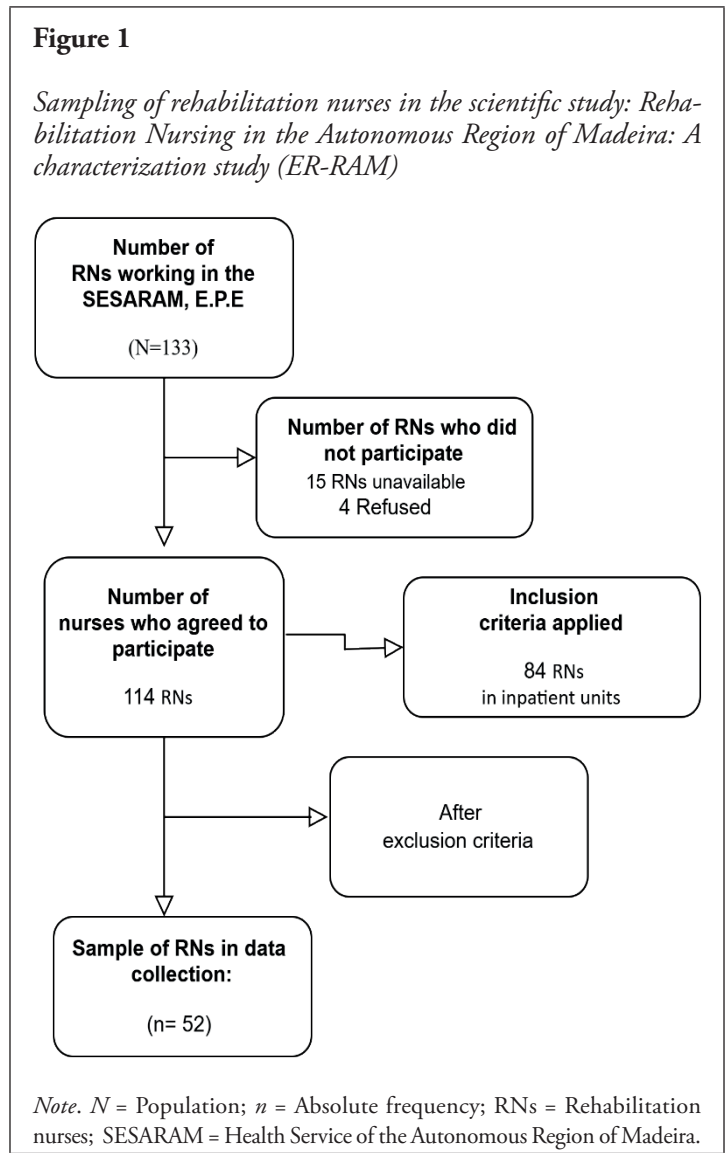 Figure 1
Sampling of rehabilitation nurses in the scientific study: Reha-
bilitation Nursing in the Autonomous Region of Madeira: A
characterization study (ER-RAM)
Number of
RNs working in the
SESARAM, E.P.E
(N=133)
Number of RNs who did
not participate
15 RNs unavailable
4 Refused
Number of
nurses who agreed to
participate
114 RNs
Inclusion
criteria applied
84 RNs
in inpatient units
After
exclusion criteria
Sample of RNs in data
collection:
(n= 52)
Note. N = Population; n = Absolute frequency; RNs = Rehabilitation
nurses; SESARAM = Health Service of the Autonomous Region of Madeira.